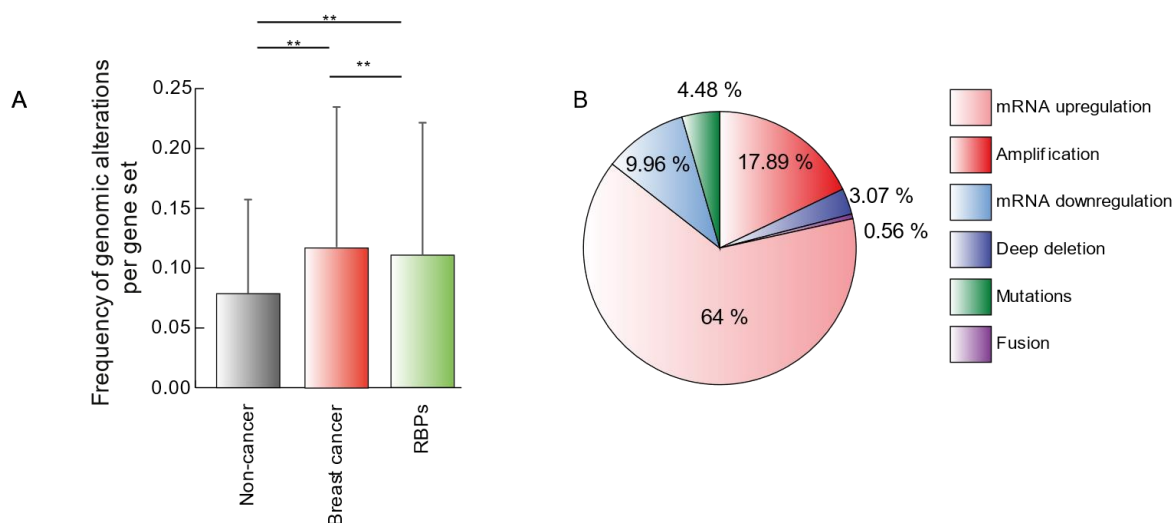 A
**
**
**
Frequency of genomic alterations
per gene set
0.25
0.20
0.15
0.10
0.05
0.00
Non-cancer
Breast cancer
RBPs
B
4.48 %
17.89 %
9.96 %
3.07 %
0.56 %
64 %
mRNA upregulation
Amplification
mRNA downregulation
Deep deletion
Mutations
Fusion